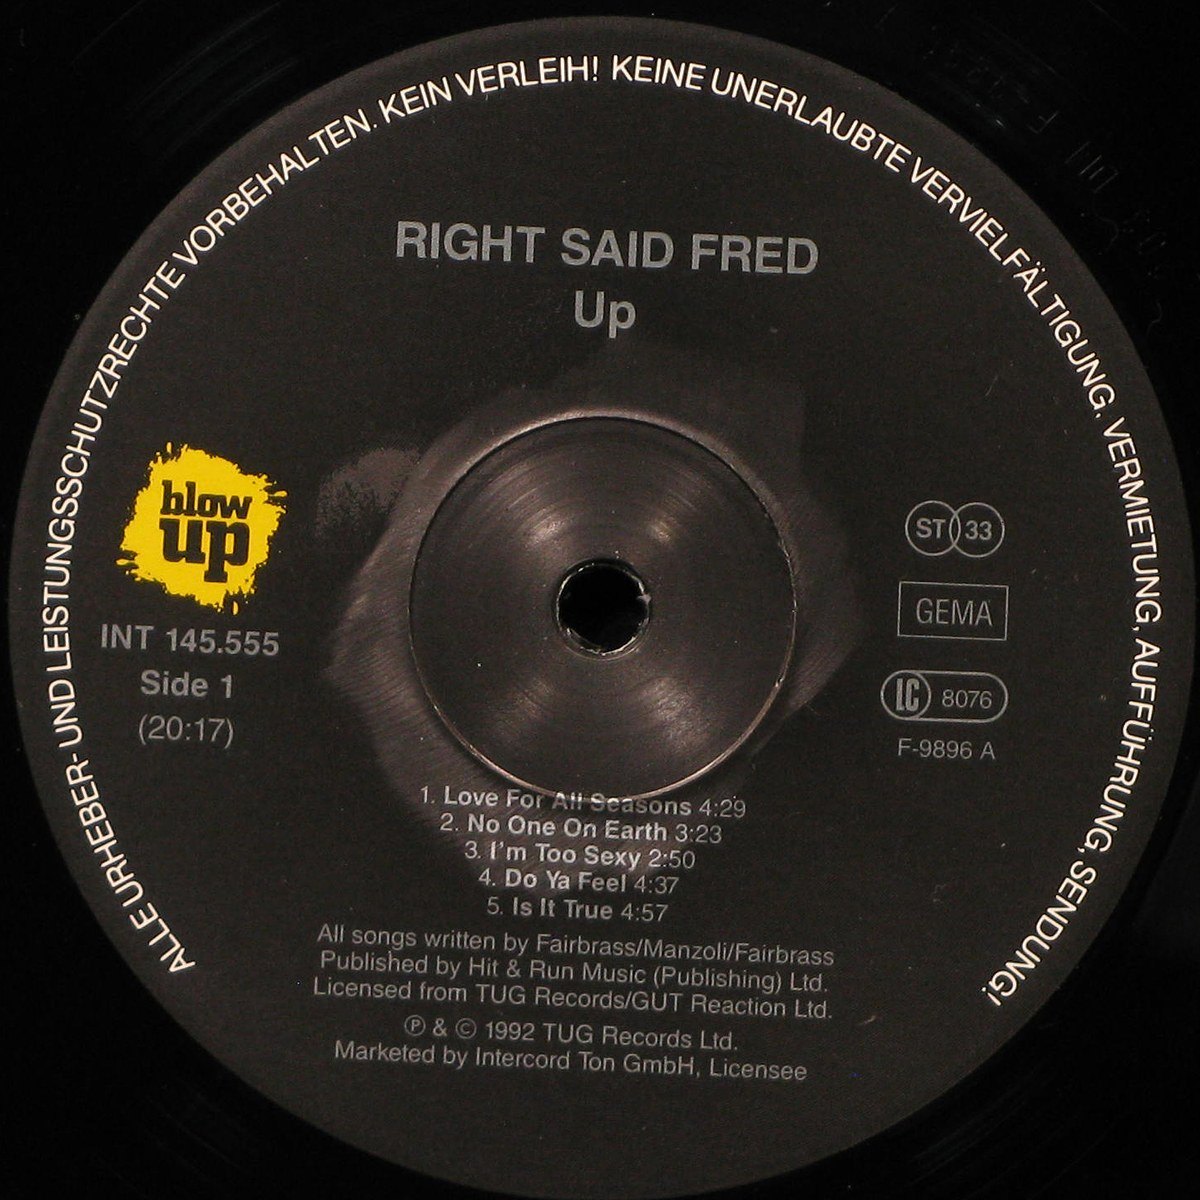 ALLE URHEBER- UND LEISTUNGSSCHUTZRECHTE VORBEHALTEN. KEIN VERLEIH! KEINE UNERLAUBTE VERVIELFÄLTIGUNG, VERMIETUNG, AUFFÜHRUNG, SENDUNG!
RIGHT SAID FRED
Up
blow
up
INT 145.555
Side 1
(20:17)
ST 33
GEMA
LC 8076
F-9896 A
1. Love For All Seasons 4:29
2. No One On Earth 3:23
3. I'm Too Sexy 2:50
4. Do Ya Feel 4:37
5. Is It True 4:57
All songs written by Fairbrass/Manzoli/Fairbrass
Published by Hit & Run Music (Publishing) Ltd.
Licensed from TUG Records/GUT Reaction Ltd.
℗ & © 1992 TUG Records Ltd.
Marketed by Intercord Ton GmbH, Licensee